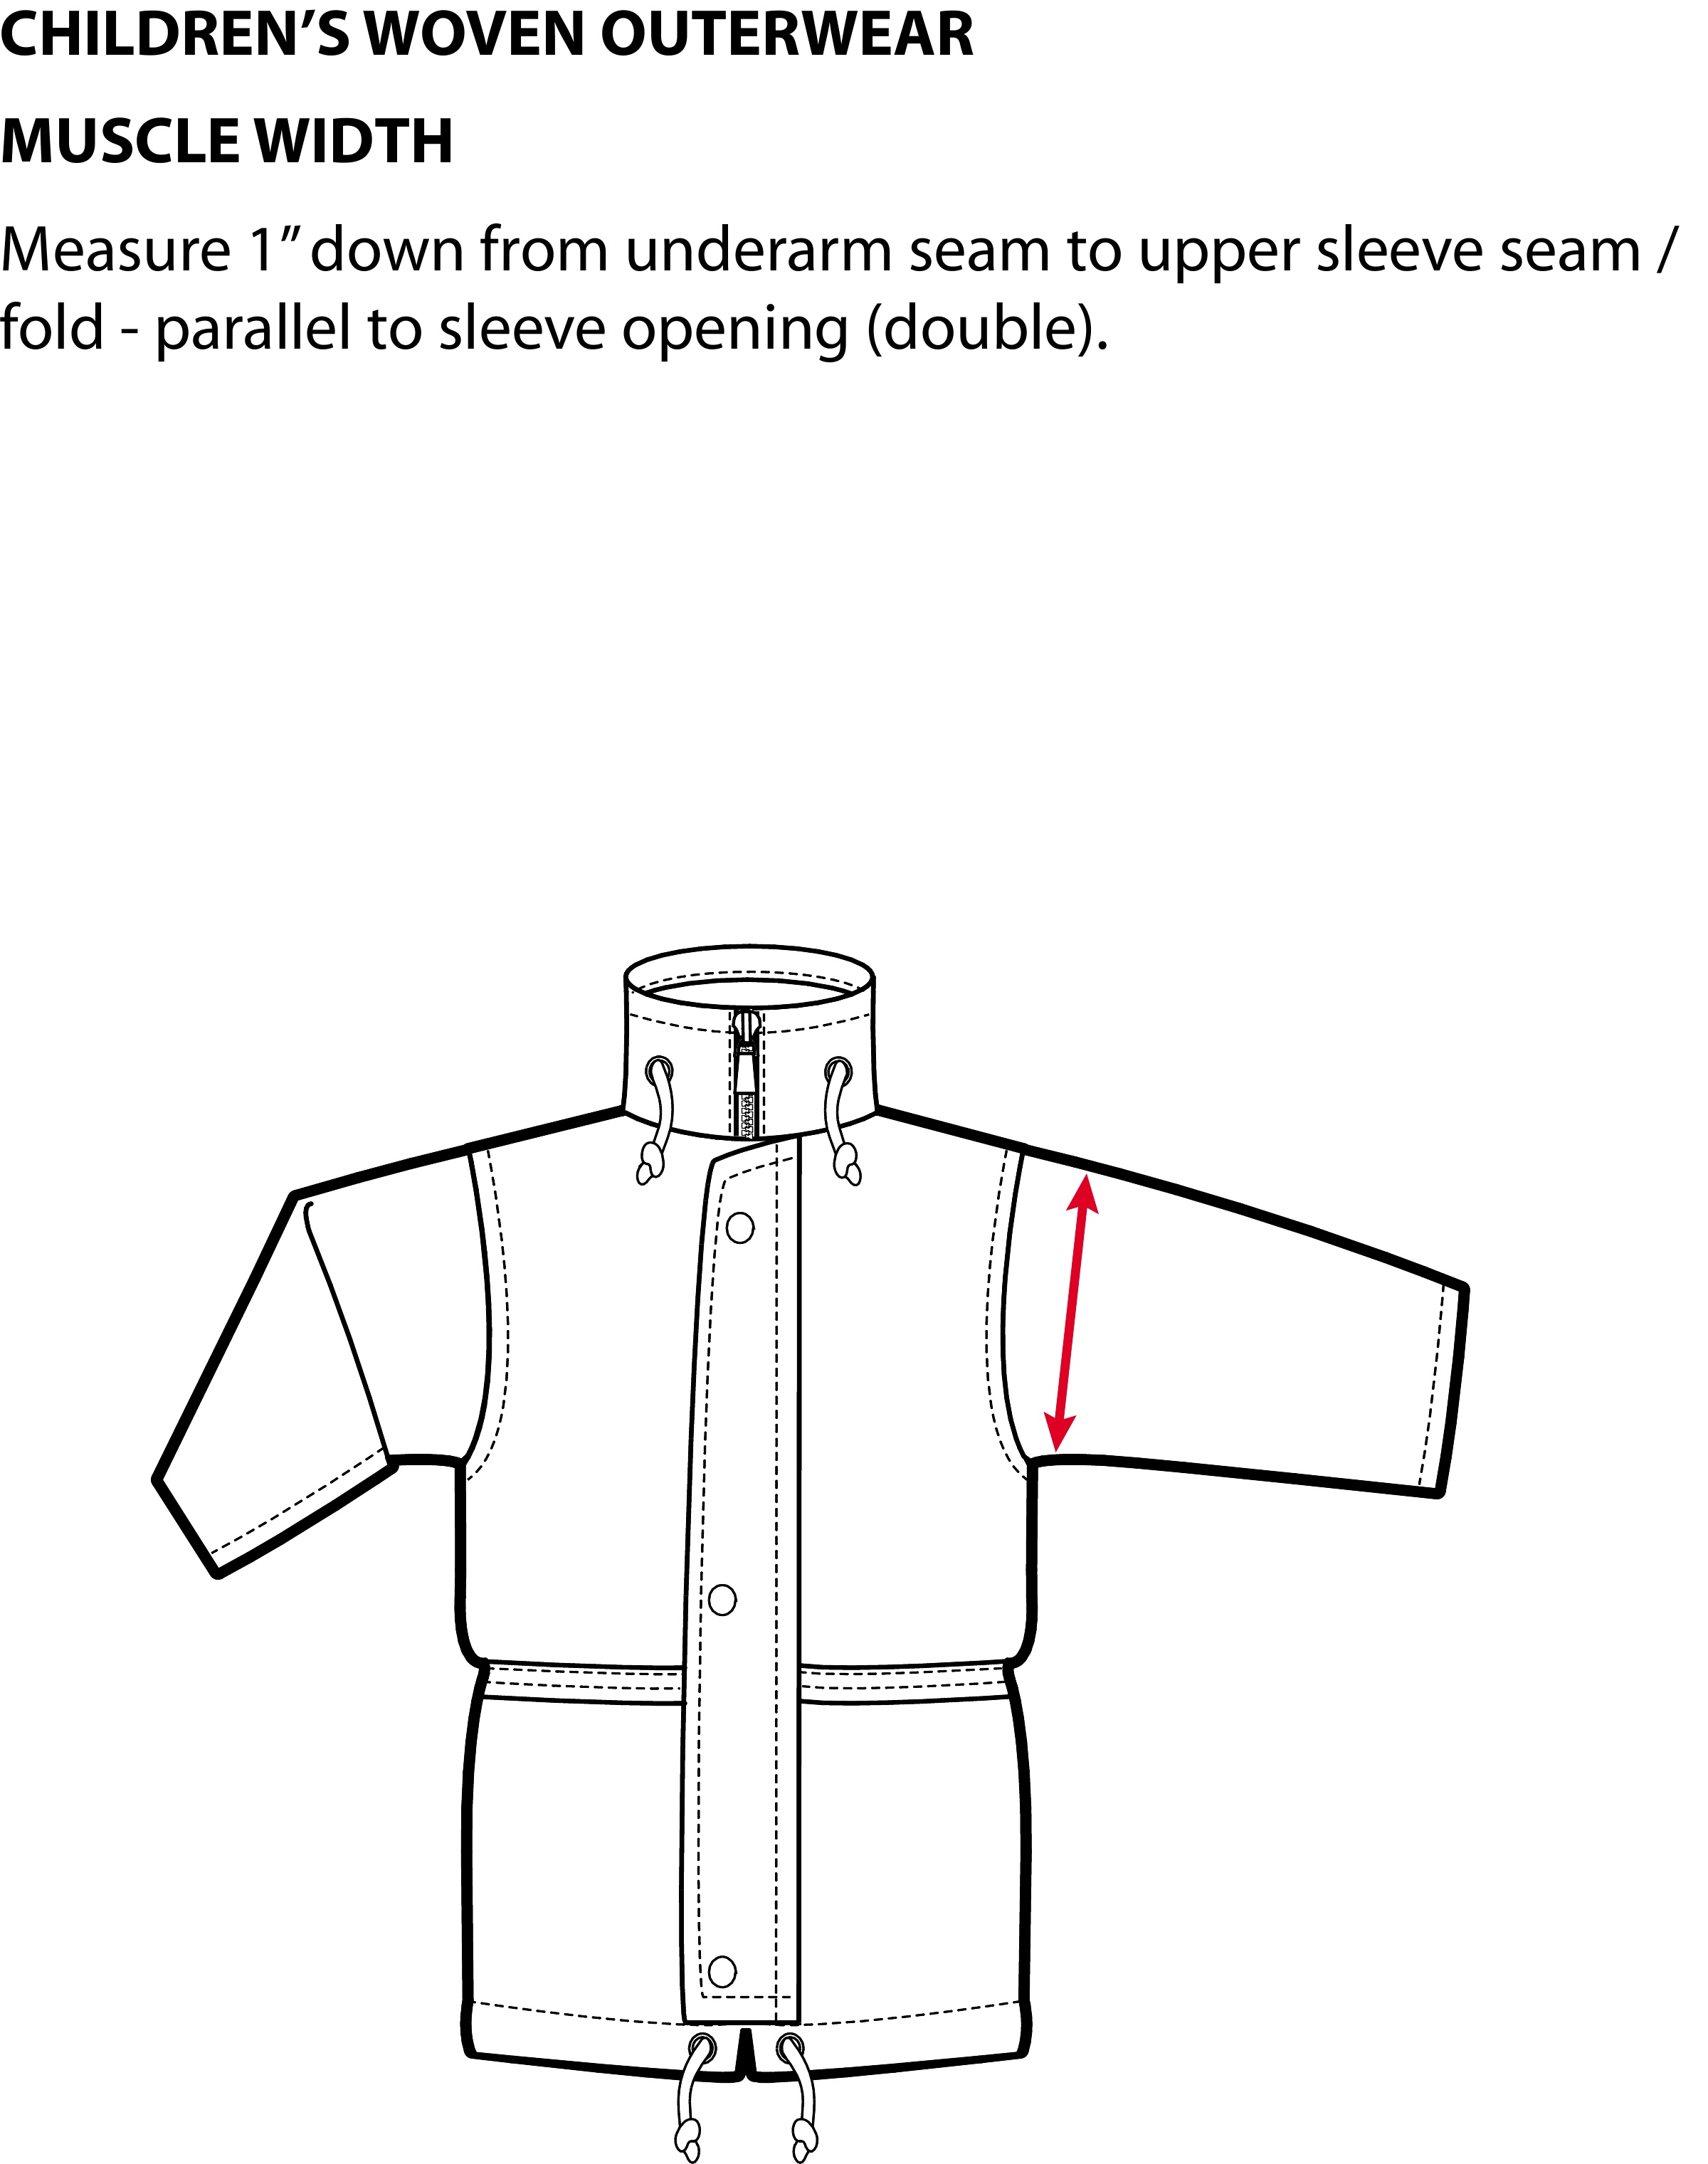 CHILDREN’S WOVEN OUTERWEAR
MUSCLE WIDTH
Measure 1” down from underarm seam to upper sleeve seam /
fold - parallel to sleeve opening (double).